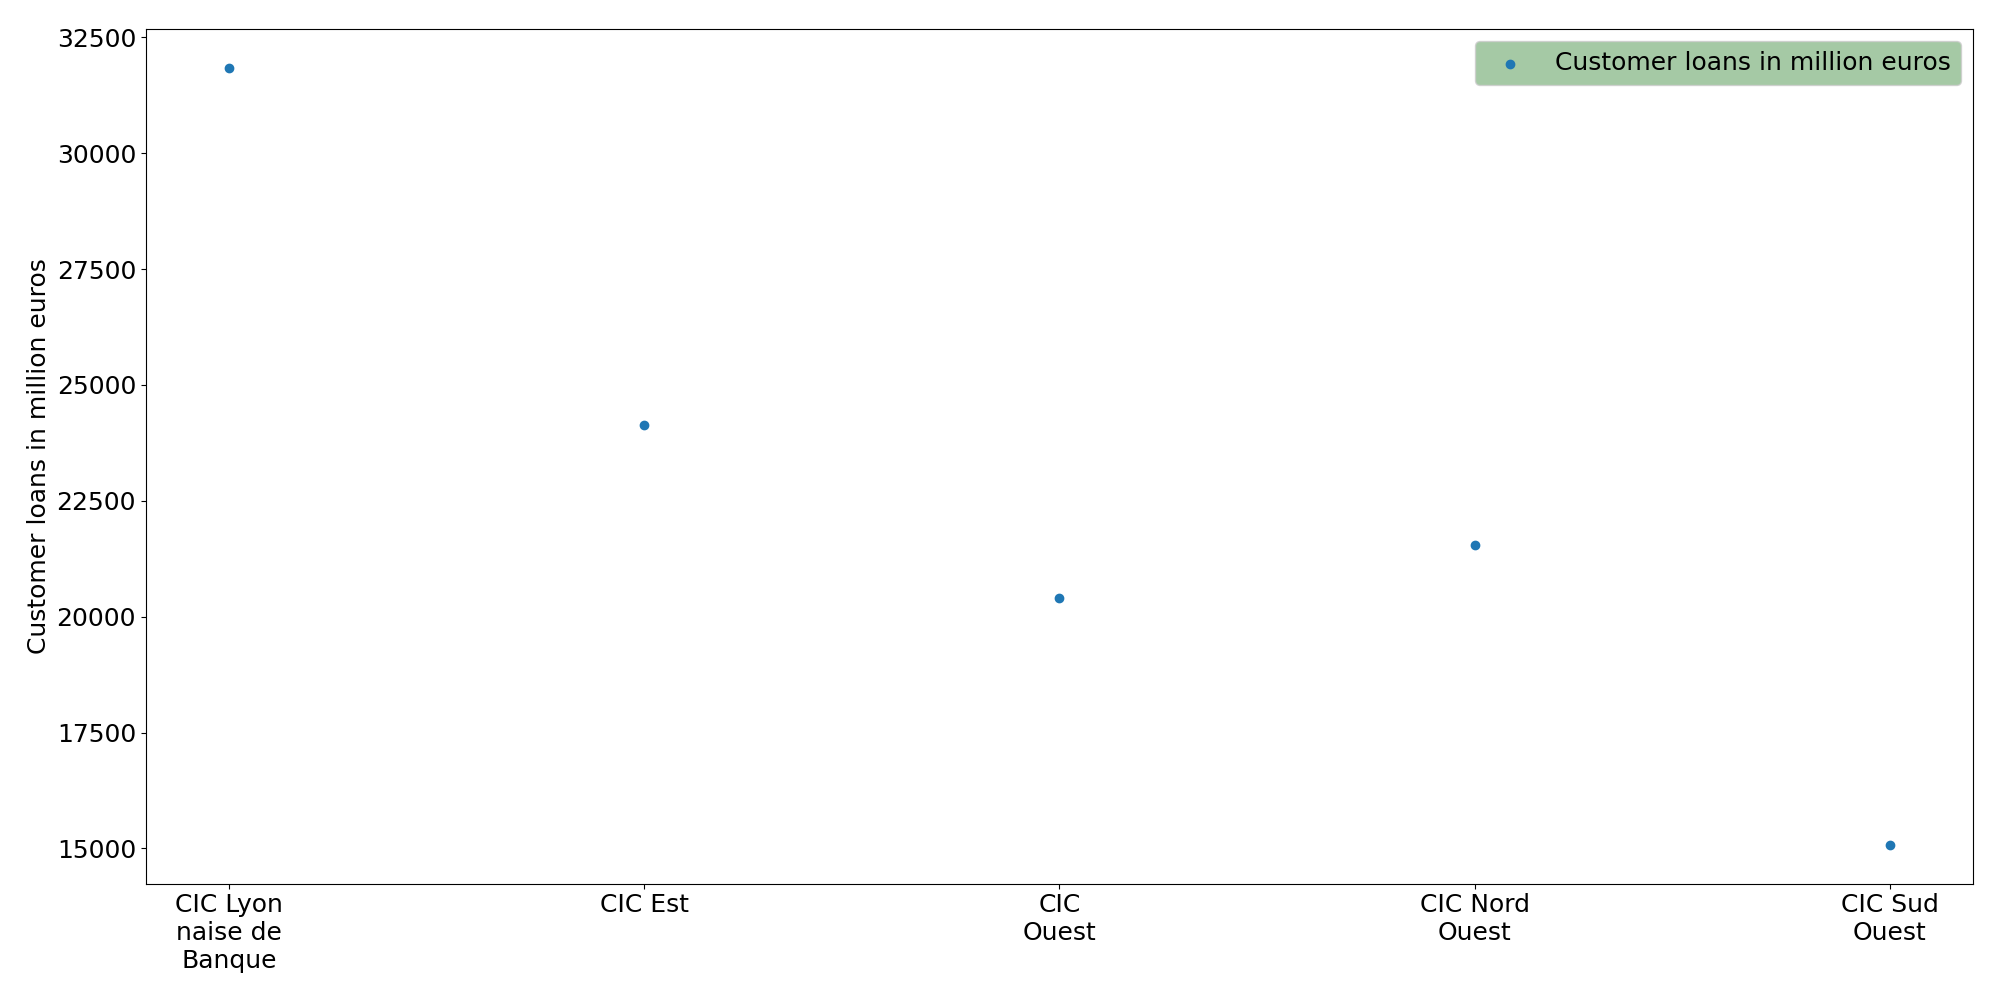 Customer loans in million euros
32500
30000
27500
25000
22500
20000
17500
15000
Customer loans in million euros
CIC Lyon
naise de
Banque
CIC Est
CIC
Ouest
CIC Nord
Ouest
CIC Sud
Ouest